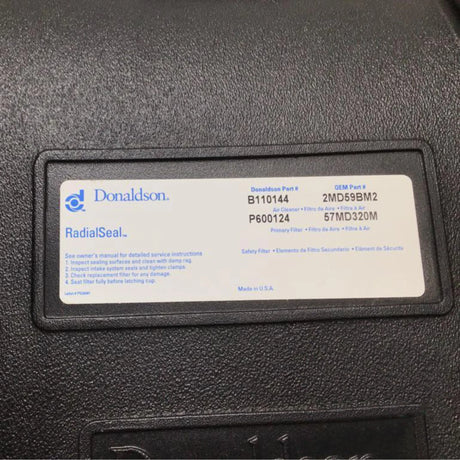 Donaldson.
RadialSeal™
See owner's manual for detailed service instructions
1. Inspect sealing surfaces and clean with damp rag.
2. Inspect intake system seals and tighten clamps
3. Check replacement filter for any damage.
4. Seat filter fully before latching cup.
Donaldson Part # OEM Part #
B110144 2MD59BM2
Air Cleaner • Filtro de Aire • Filtre à Air
P600124 57MD320M
Primary Filter • Filtro de Aire • Filtre à Air
Safety Filter • Elemento de Filtro Secundario • Elément de Sécurité
Made in U.S.A.
Donaldson